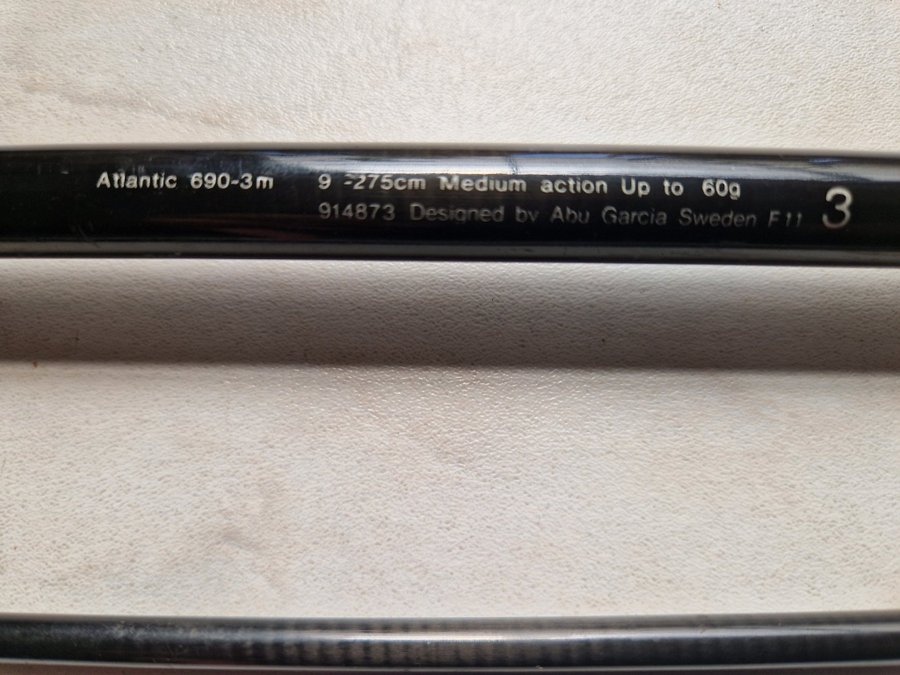 Atlantic 690-3m 9'-275cm Medium action Up to 60g
914873 Designed by Abu Garcia Sweden F11
3